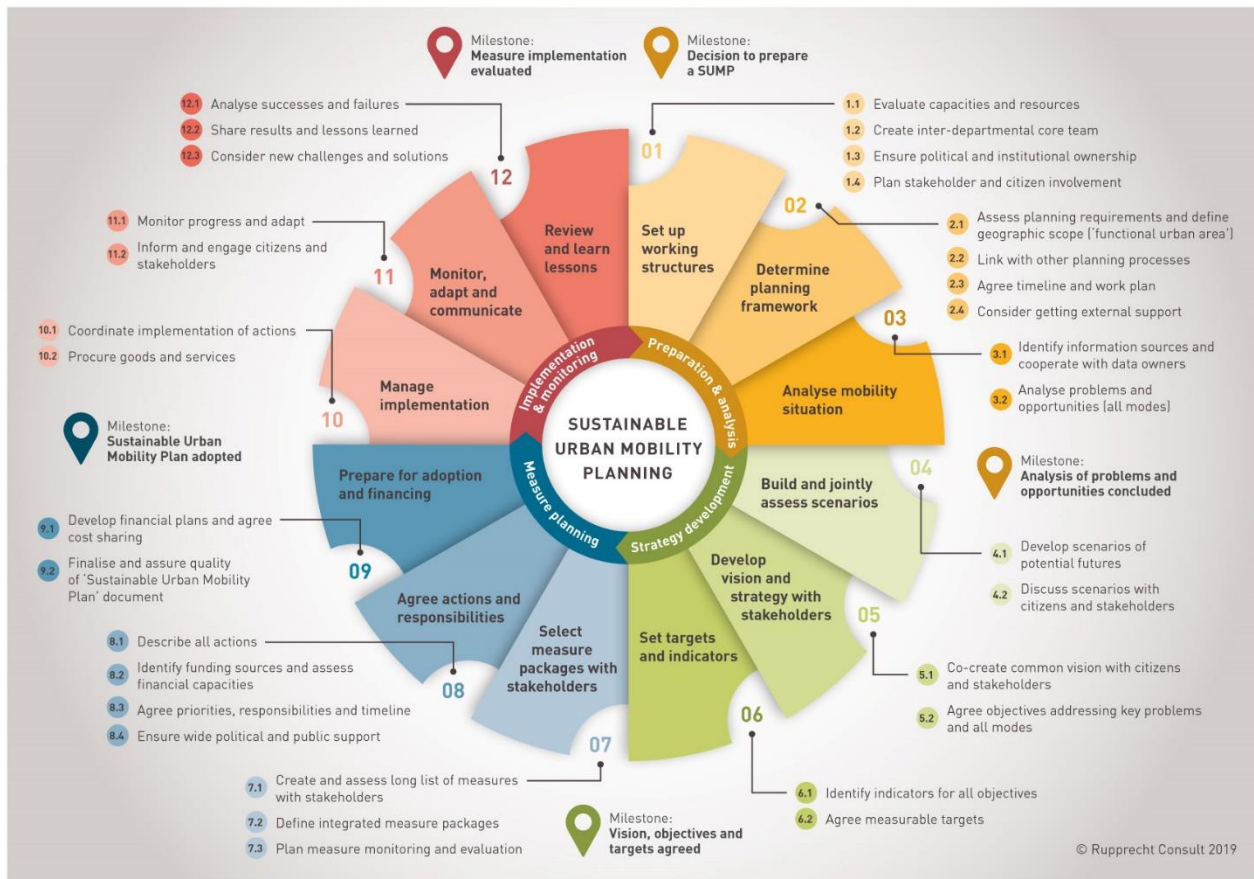 Milestone:
Measure implementation
evaluated
Milestone:
Decision to prepare
a SUMP
12.1 Analyse successes and failures
12.2 Share results and lessons learned
12.3 Consider new challenges and solutions
1.1 Evaluate capacities and resources
1.2 Create inter-departmental core team
1.3 Ensure political and institutional ownership
1.4 Plan stakeholder and citizen involvement
01
Set up
working
structures
02
Determine
planning
framework
2.1 Assess planning requirements and define
geographic scope ('functional urban area')
2.2 Link with other planning processes
2.3 Agree timeline and work plan
2.4 Consider getting external support
03
Analyse mobility
situation
3.1 Identify information sources and
cooperate with data owners
3.2 Analyse problems and
opportunities (all modes)
Milestone:
Analysis of problems and
opportunities concluded
04
Build and jointly
assess scenarios
4.1 Develop scenarios of
potential futures
4.2 Discuss scenarios with
citizens and stakeholders
05
Develop
vision and
strategy with
stakeholders
5.1 Co-create common vision with citizens
and stakeholders
5.2 Agree objectives addressing key problems
and all modes
06
Set targets
and indicators
6.1 Identify indicators for all objectives
6.2 Agree measurable targets
Milestone:
Vision, objectives and
targets agreed
07
Select
measure
packages with
stakeholders
7.1 Create and assess long list of measures
with stakeholders
7.2 Define integrated measure packages
7.3 Plan measure monitoring and evaluation
08
Agree actions and
responsibilities
8.1 Describe all actions
8.2 Identify funding sources and assess
financial capacities
8.3 Agree priorities, responsibilities and timeline
8.4 Ensure wide political and public support
09
Prepare for adoption
and financing
9.1 Develop financial plans and agree
cost sharing
9.2 Finalise and assure quality
of 'Sustainable Urban Mobility
Plan' document
Milestone:
Sustainable Urban
Mobility Plan adopted
10
Manage
implementation
10.1 Coordinate implementation of actions
10.2 Procure goods and services
11
Monitor,
adapt and
communicate
11.1 Monitor progress and adapt
11.2 Inform and engage citizens and
stakeholders
12
Review
and learn
lessons
Preparation & analysis
Strategy development
Measure planning
Implementation
& monitoring
SUSTAINABLE
URBAN MOBILITY
PLANNING
© Rupprecht Consult 2019